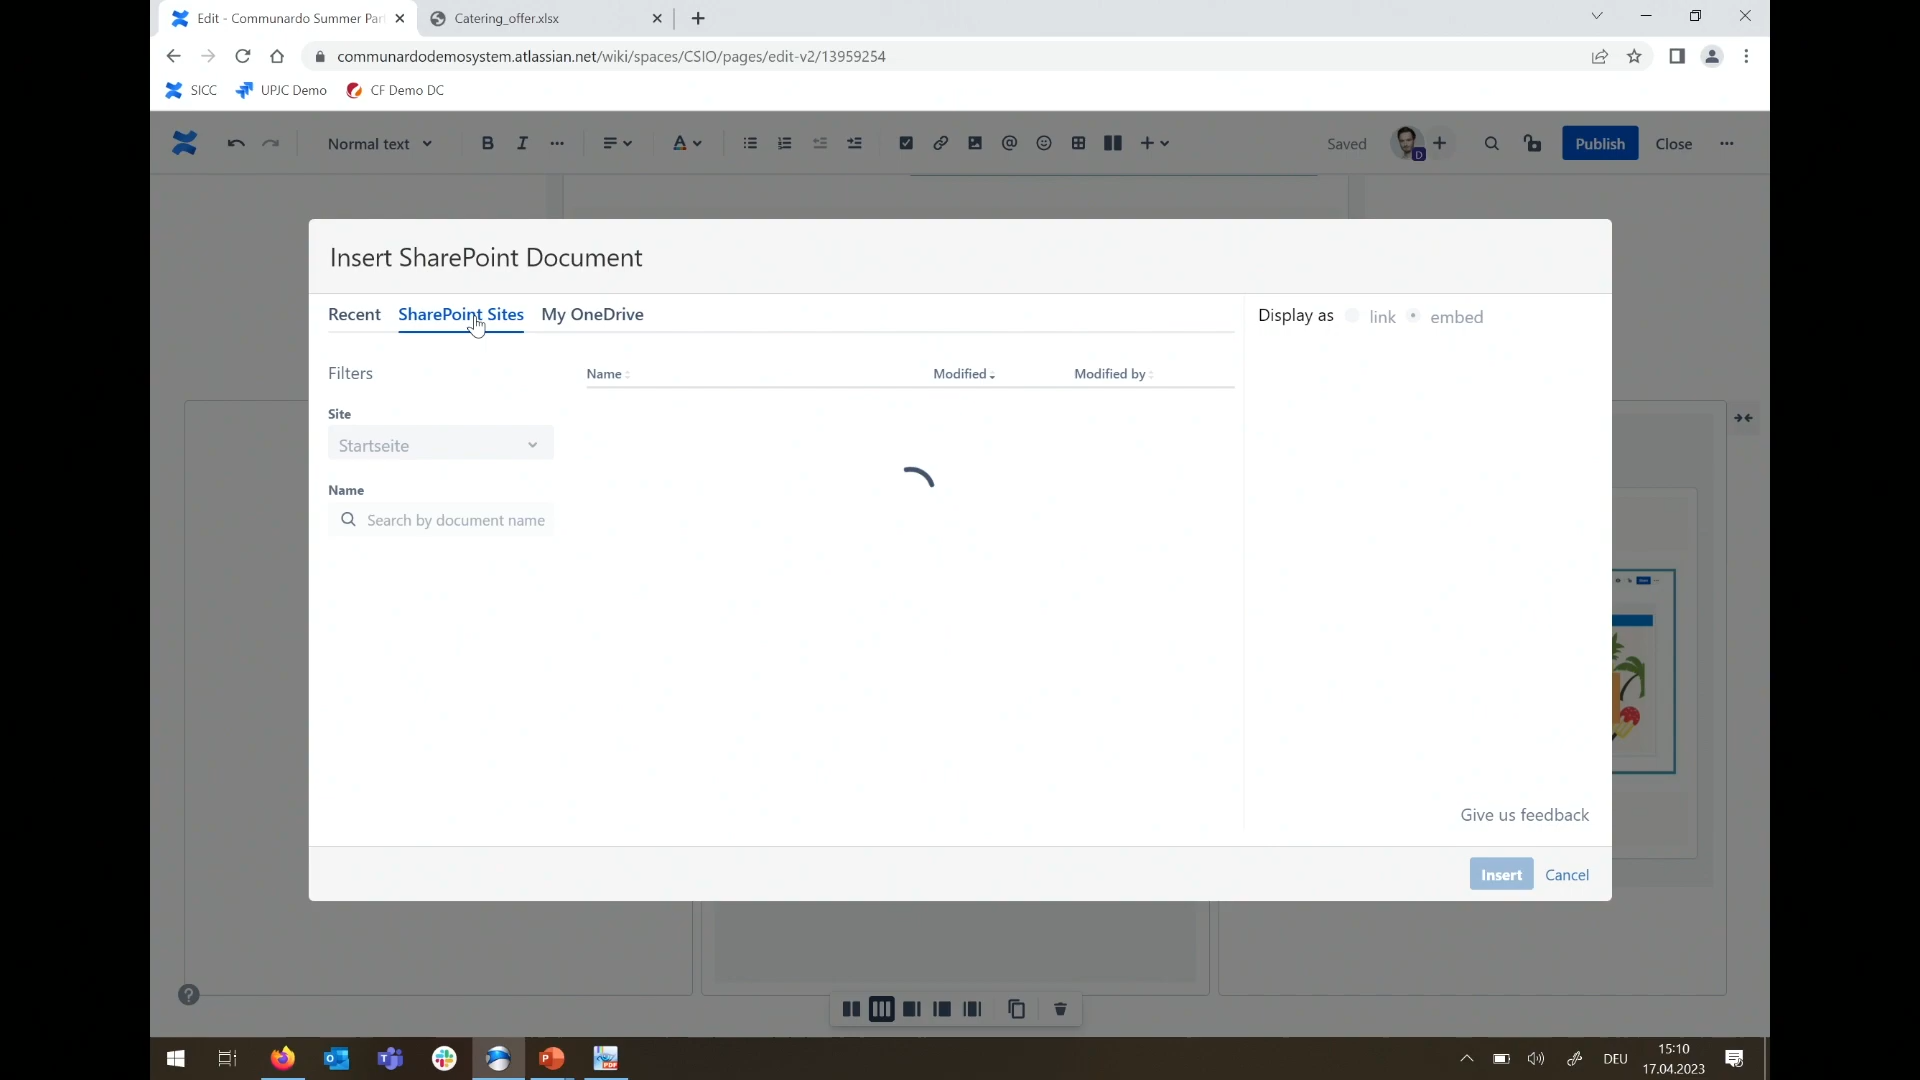 Edit - Communardo Summer Par
Catering_offer.xlsx
communardodemosystem.atlassian.net/wiki/spaces/CSIO/pages/edit-v2/13959254
SICC
UPJC Demo
CF Demo DC
Normal text
B
I
A
Saved
D
Publish
Close
Insert SharePoint Document
Recent
SharePoint Sites
My OneDrive
Display as
link
embed
Filters
Name
Modified
Modified by
Site
Startseite
Name
Search by document name
Give us feedback
Insert
Cancel
DEU
15:10
17.04.2023